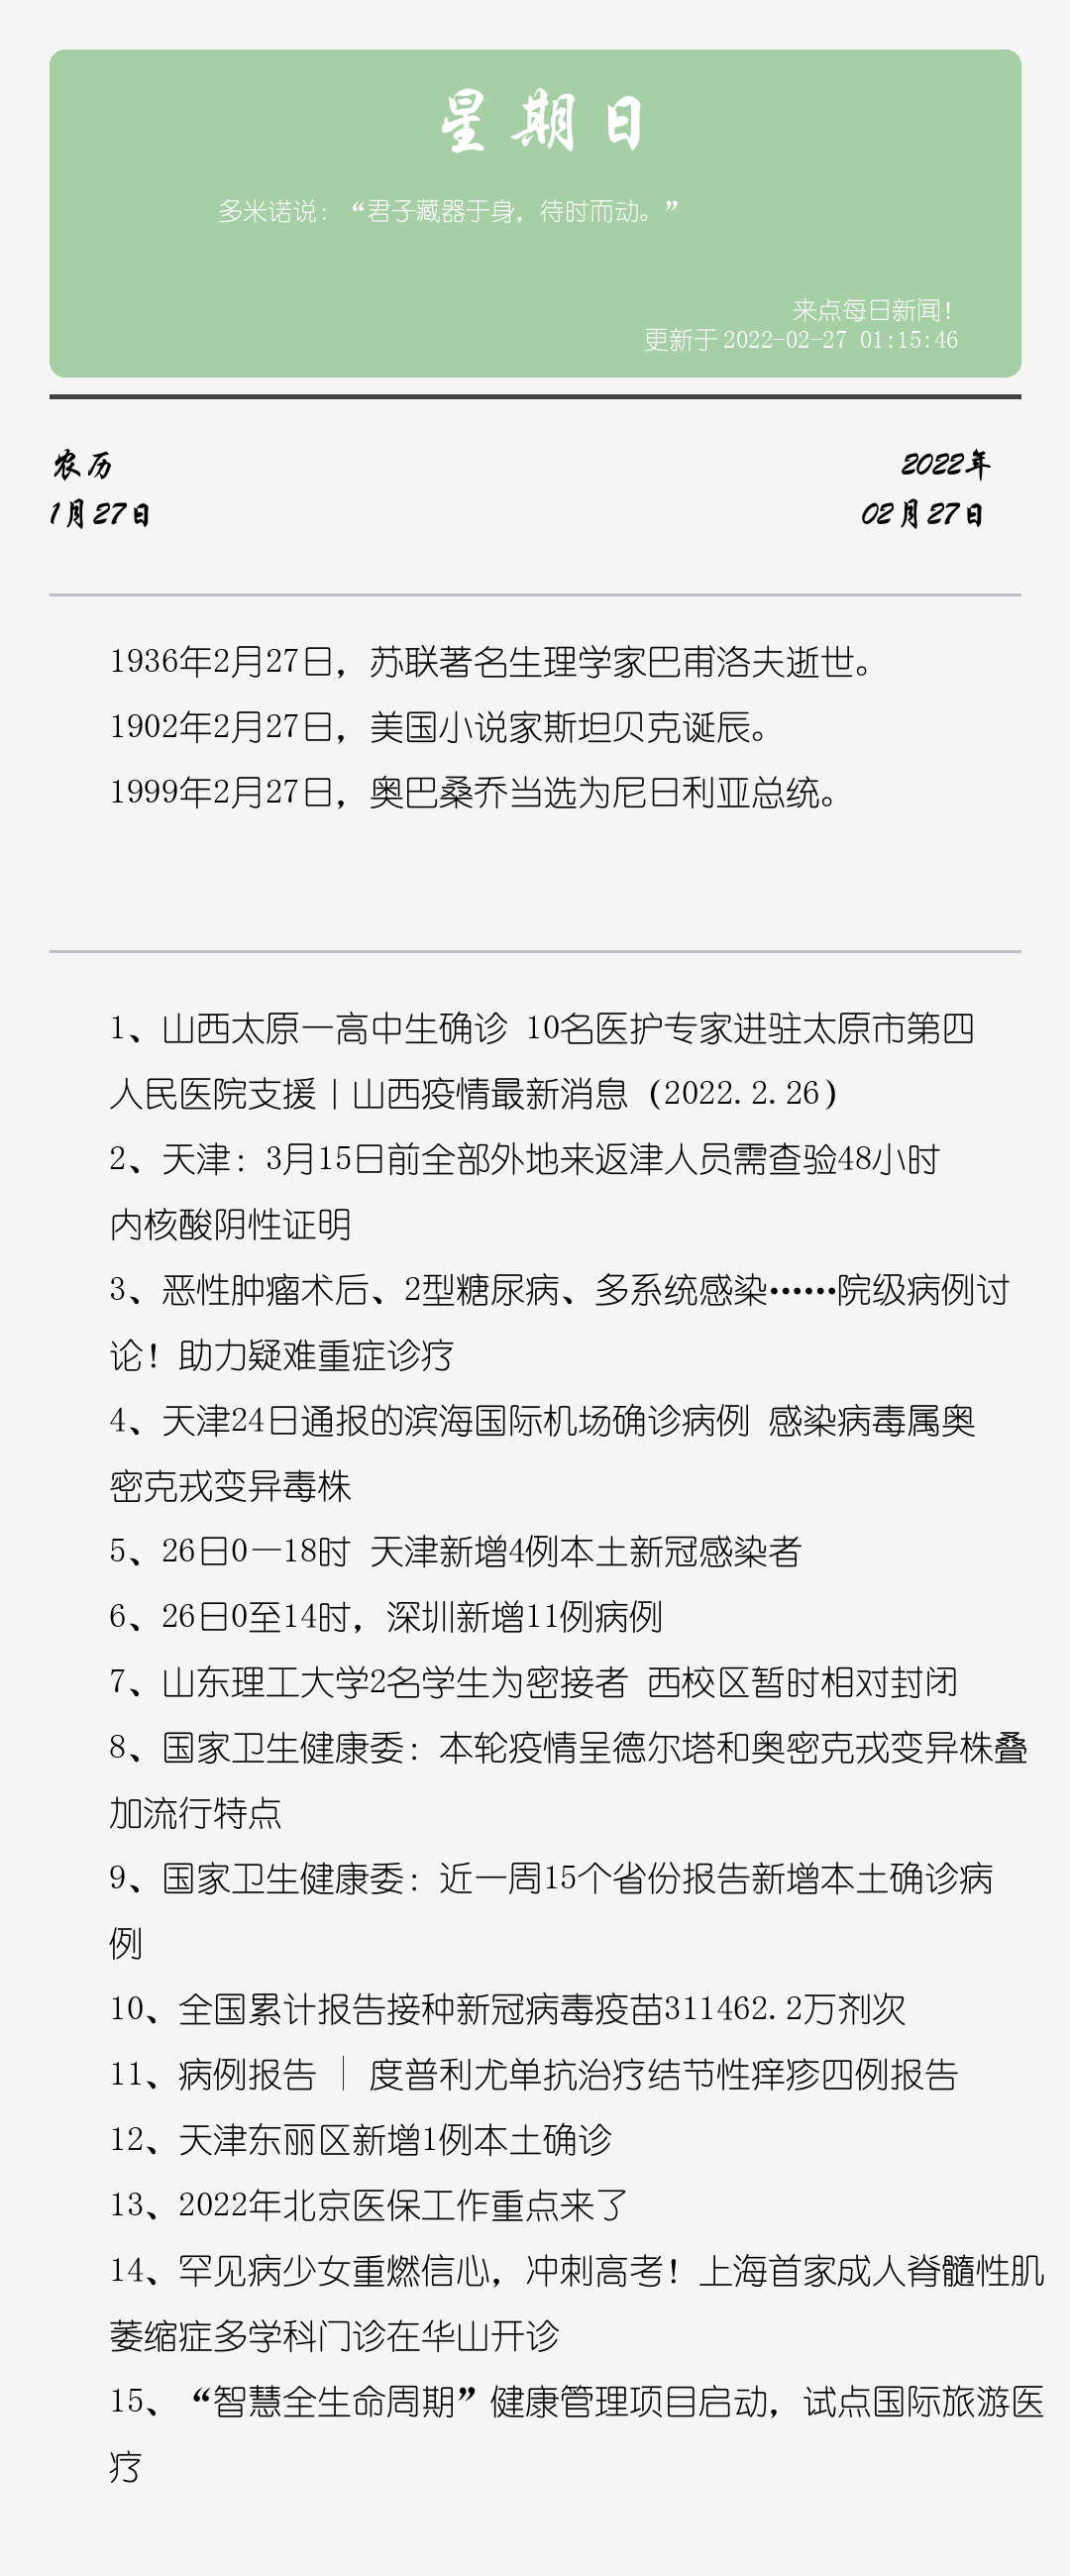 星期日
多米诺说：“君子藏器于身，待时而动。”
来点每日新闻！
更新于 2022-02-27 01:15:46
农历
2022年
1月27日
02月27日
1936年2月27日，苏联著名生理学家巴甫洛夫逝世。
1902年2月27日，美国小说家斯坦贝克诞辰。
1999年2月27日，奥巴桑乔当选为尼日利亚总统。
1、山西太原一高中生确诊 10名医护专家进驻太原市第四
人民医院支援丨山西疫情最新消息（2022.2.26）
2、天津：3月15日前全部外地来返津人员需查验48小时
内核酸阴性证明
3、恶性肿瘤术后、2型糖尿病、多系统感染……院级病例讨
论！助力疑难重症诊疗
4、天津24日通报的滨海国际机场确诊病例 感染病毒属奥
密克戎变异毒株
5、26日0—18时 天津新增4例本土新冠感染者
6、26日0至14时，深圳新增11例病例
7、山东理工大学2名学生为密接者 西校区暂时相对封闭
8、国家卫生健康委：本轮疫情呈德尔塔和奥密克戎变异株叠
加流行特点
9、国家卫生健康委：近一周15个省份报告新增本土确诊病
例
10、全国累计报告接种新冠病毒疫苗311462.2万剂次
11、病例报告 │ 度普利尤单抗治疗结节性痒疹四例报告
12、天津东丽区新增1例本土确诊
13、2022年北京医保工作重点来了
14、罕见病少女重燃信心，冲刺高考！上海首家成人脊髓性肌
萎缩症多学科门诊在华山开诊
15、“智慧全生命周期”健康管理项目启动，试点国际旅游医
疗